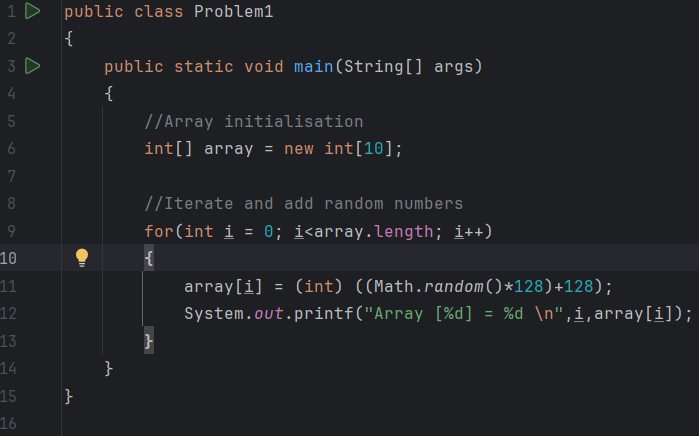 1 public class Problem1
2 {
3     public static void main(String[] args)
4     {
5         //Array initialisation
6         int[] array = new int[10];
7
8         //Iterate and add random numbers
9         for(int i = 0; i<array.length; i++)
10         {
11             array[i] = (int) ((Math.random()*128)+128);
12             System.out.printf("Array [%d] = %d \n",i,array[i]);
13         }
14     }
15 }
16